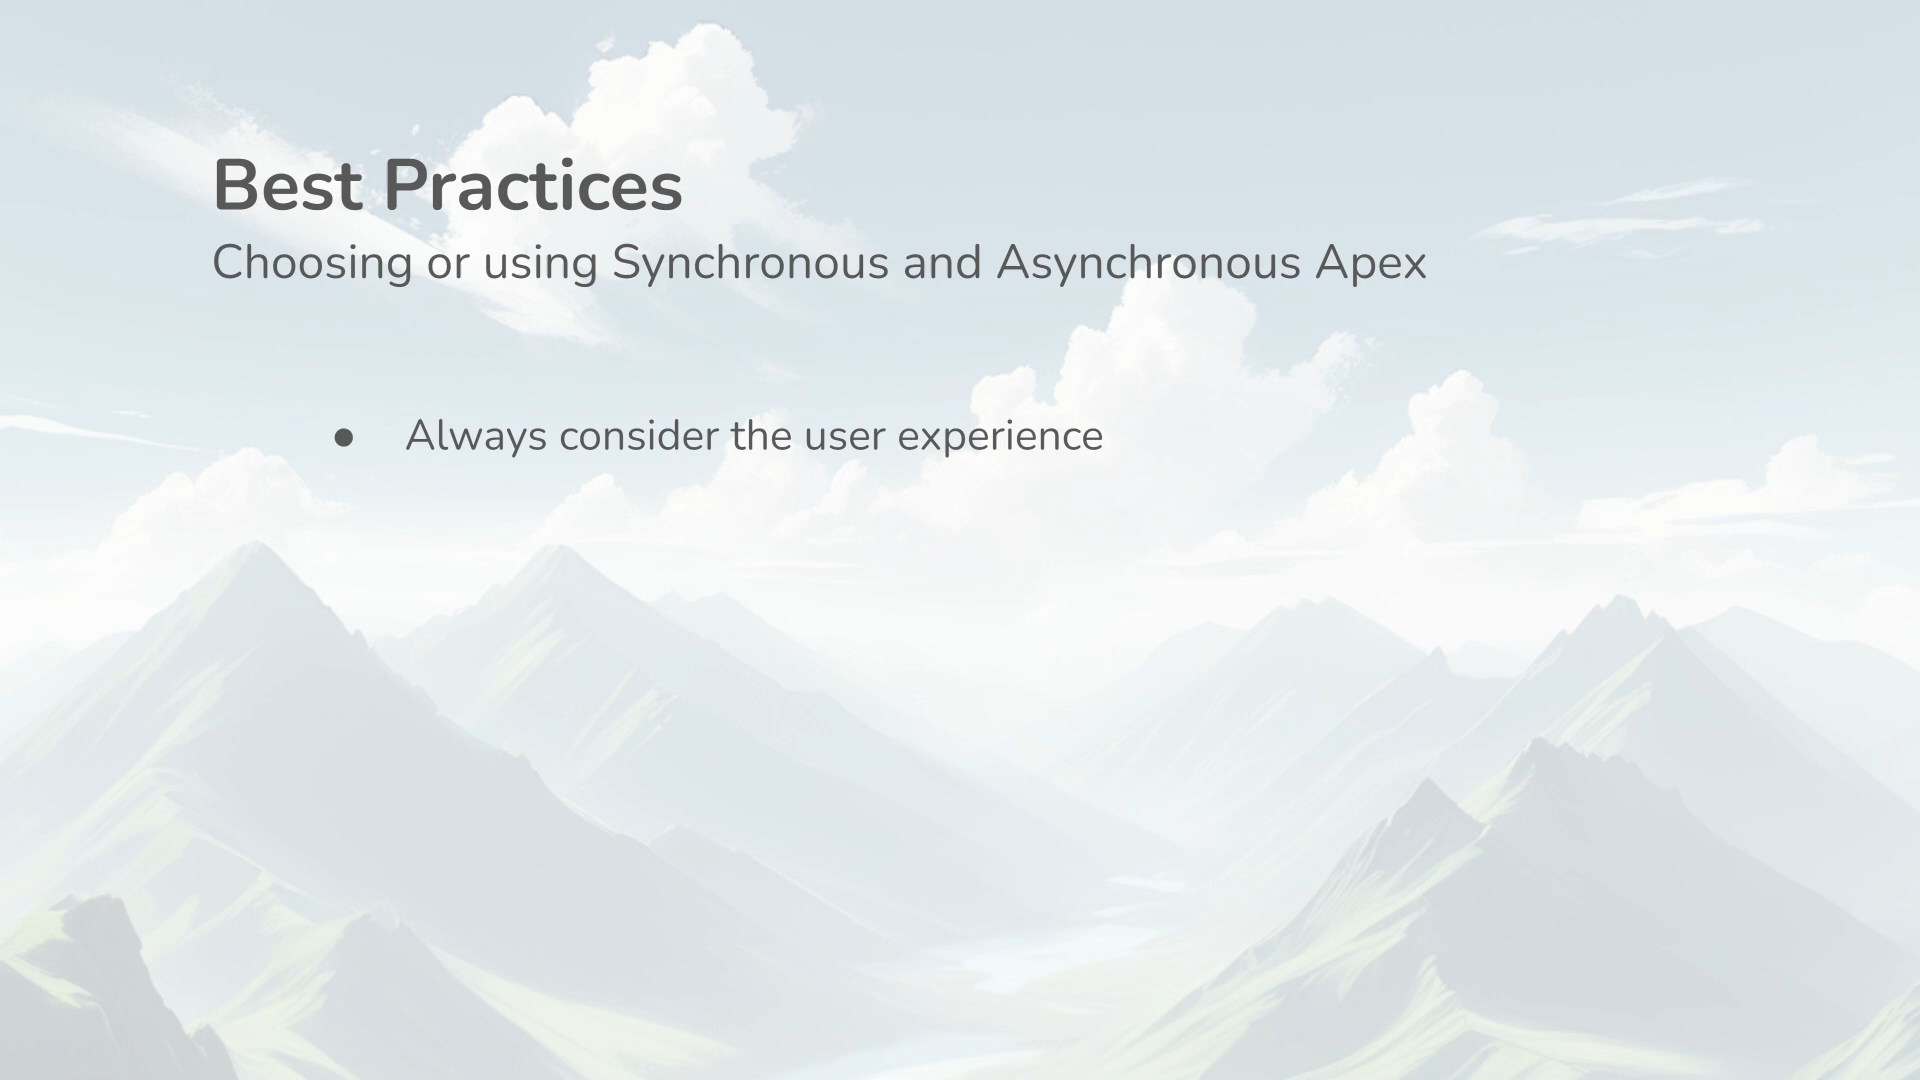 Best Practices
Choosing or using Synchronous and Asynchronous Apex
● Always consider the user experience